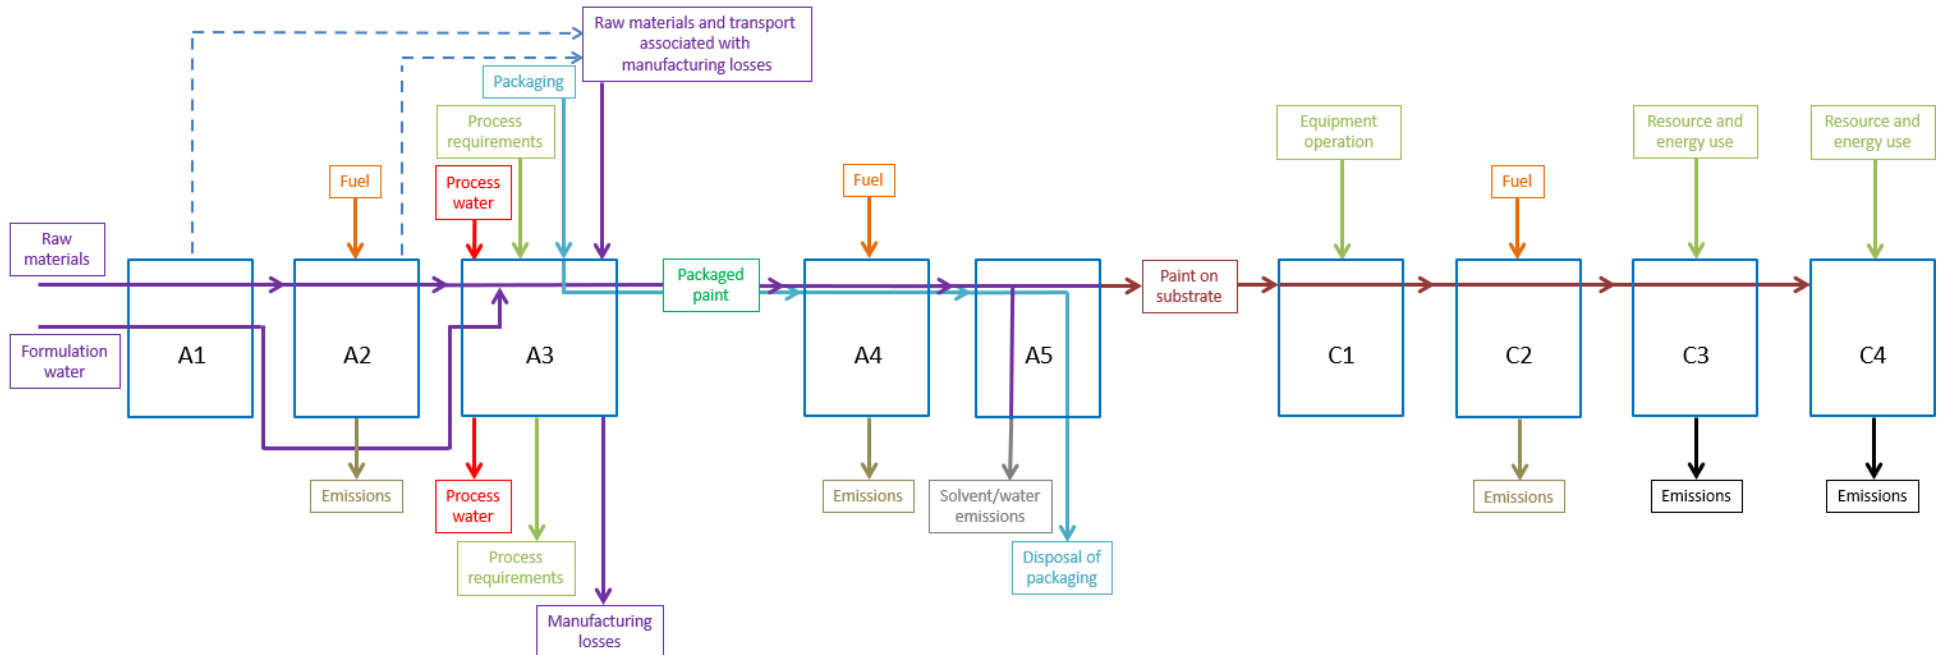 Raw materials and transport
associated with
manufacturing losses
Packaging
Process
requirements
Equipment
operation
Resource and
energy use
Resource and
energy use
Fuel
Process
water
Fuel
Fuel
Raw
materials
Packaged
paint
Paint on
substrate
Formulation
water
A1
A2
A3
A4
A5
C1
C2
C3
C4
Emissions
Process
water
Emissions
Solvent/water
emissions
Emissions
Emissions
Emissions
Process
requirements
Disposal of
packaging
Manufacturing
losses